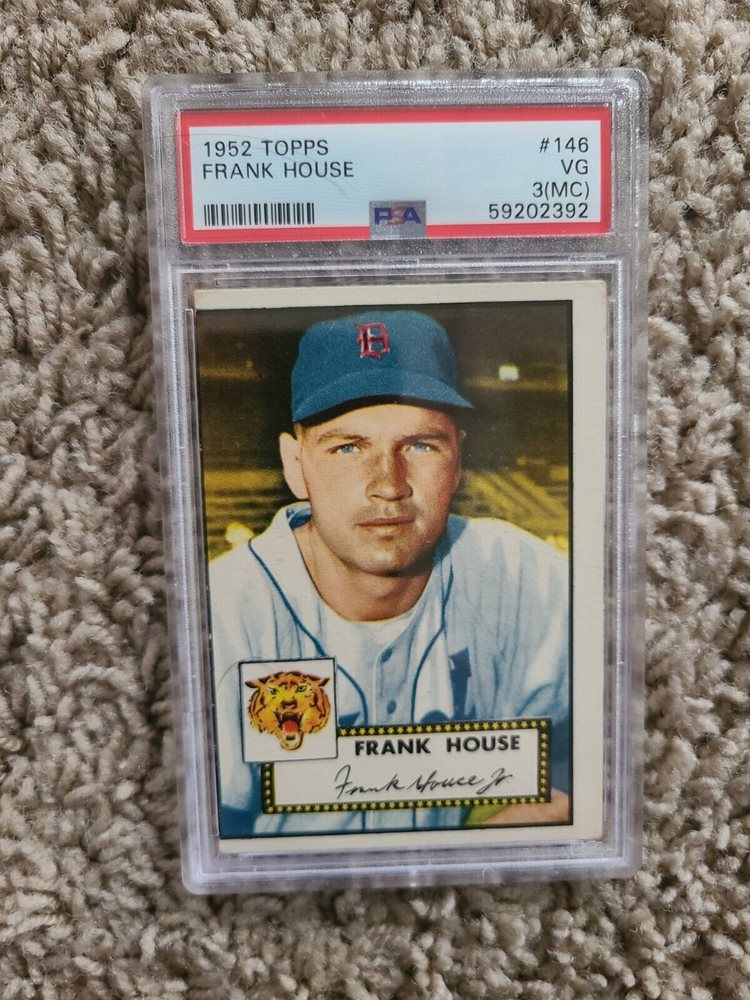 1952 TOPPS #146
FRANK HOUSE VG
3(MC)
PSA 59202392
D
FRANK HOUSE
Frank House Jr.